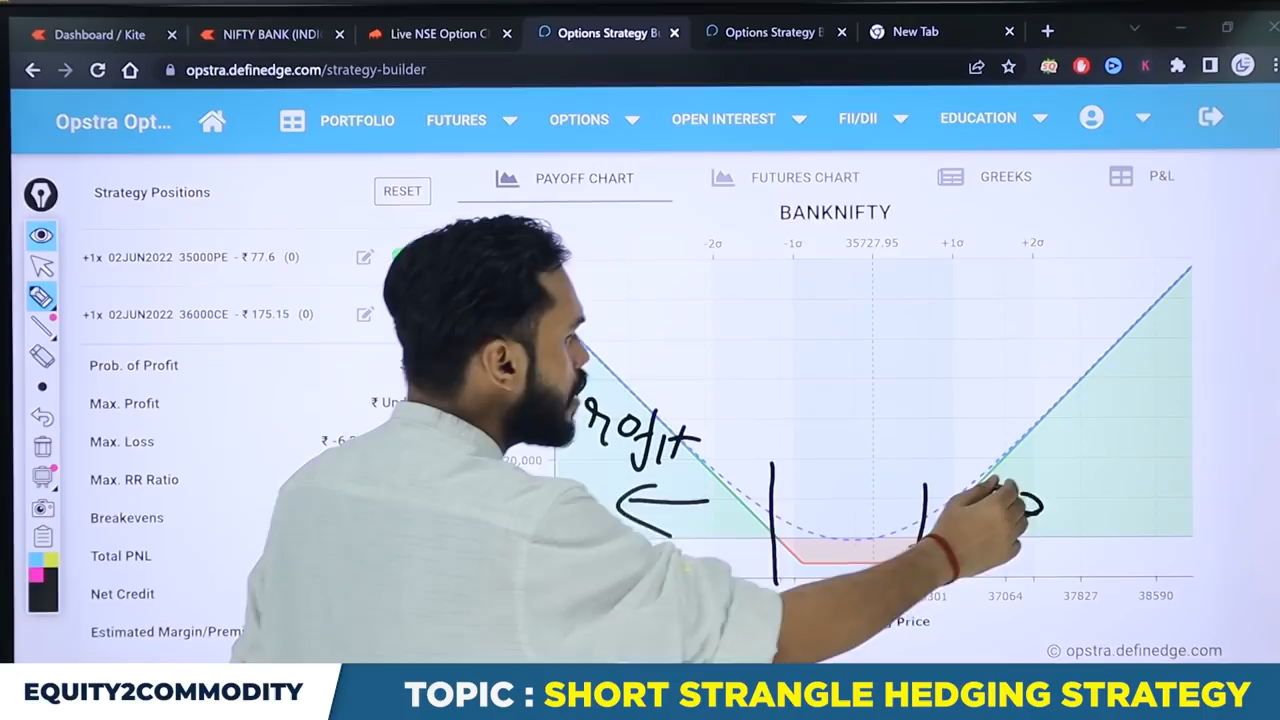 Dashboard / Kite
NIFTY BANK (INDI
Live NSE Option C
Options Strategy Bu
Options Strategy B
New Tab
opstra.definedge.com/strategy-builder
Opstra Opt...
PORTFOLIO
FUTURES
OPTIONS
OPEN INTEREST
FII/DII
EDUCATION
Strategy Positions
RESET
PAYOFF CHART
FUTURES CHART
GREEKS
P&L
BANKNIFTY
-2σ
-1σ
35727.95
+1σ
+2σ
+1x 02JUN2022 35000PE - ₹ 77.6 (0)
+1x 02JUN2022 36000CE - ₹ 175.15 (0)
Prob. of Profit
Max. Profit
₹ Un
Max. Loss
₹ -6
Max. RR Ratio
Breakevens
Total PNL
Net Credit
Estimated Margin/Premi
20,000
rofit
301
37064
37827
38590
Price
© opstra.definedge.com
EQUITY2COMMODITY
TOPIC : SHORT STRANGLE HEDGING STRATEGY